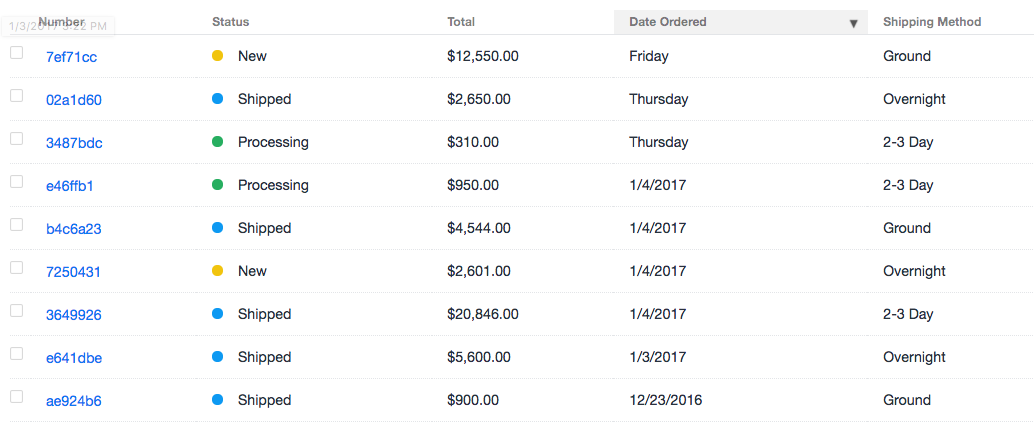 Number Status Total Date Ordered ▼ Shipping Method
1/3/2017 3:22 PM
7ef71cc New $12,550.00 Friday Ground
02a1d60 Shipped $2,650.00 Thursday Overnight
3487bdc Processing $310.00 Thursday 2-3 Day
e46ffb1 Processing $950.00 1/4/2017 2-3 Day
b4c6a23 Shipped $4,544.00 1/4/2017 Ground
7250431 New $2,601.00 1/4/2017 Overnight
3649926 Shipped $20,846.00 1/4/2017 2-3 Day
e641dbe Shipped $5,600.00 1/3/2017 Overnight
ae924b6 Shipped $900.00 12/23/2016 Ground